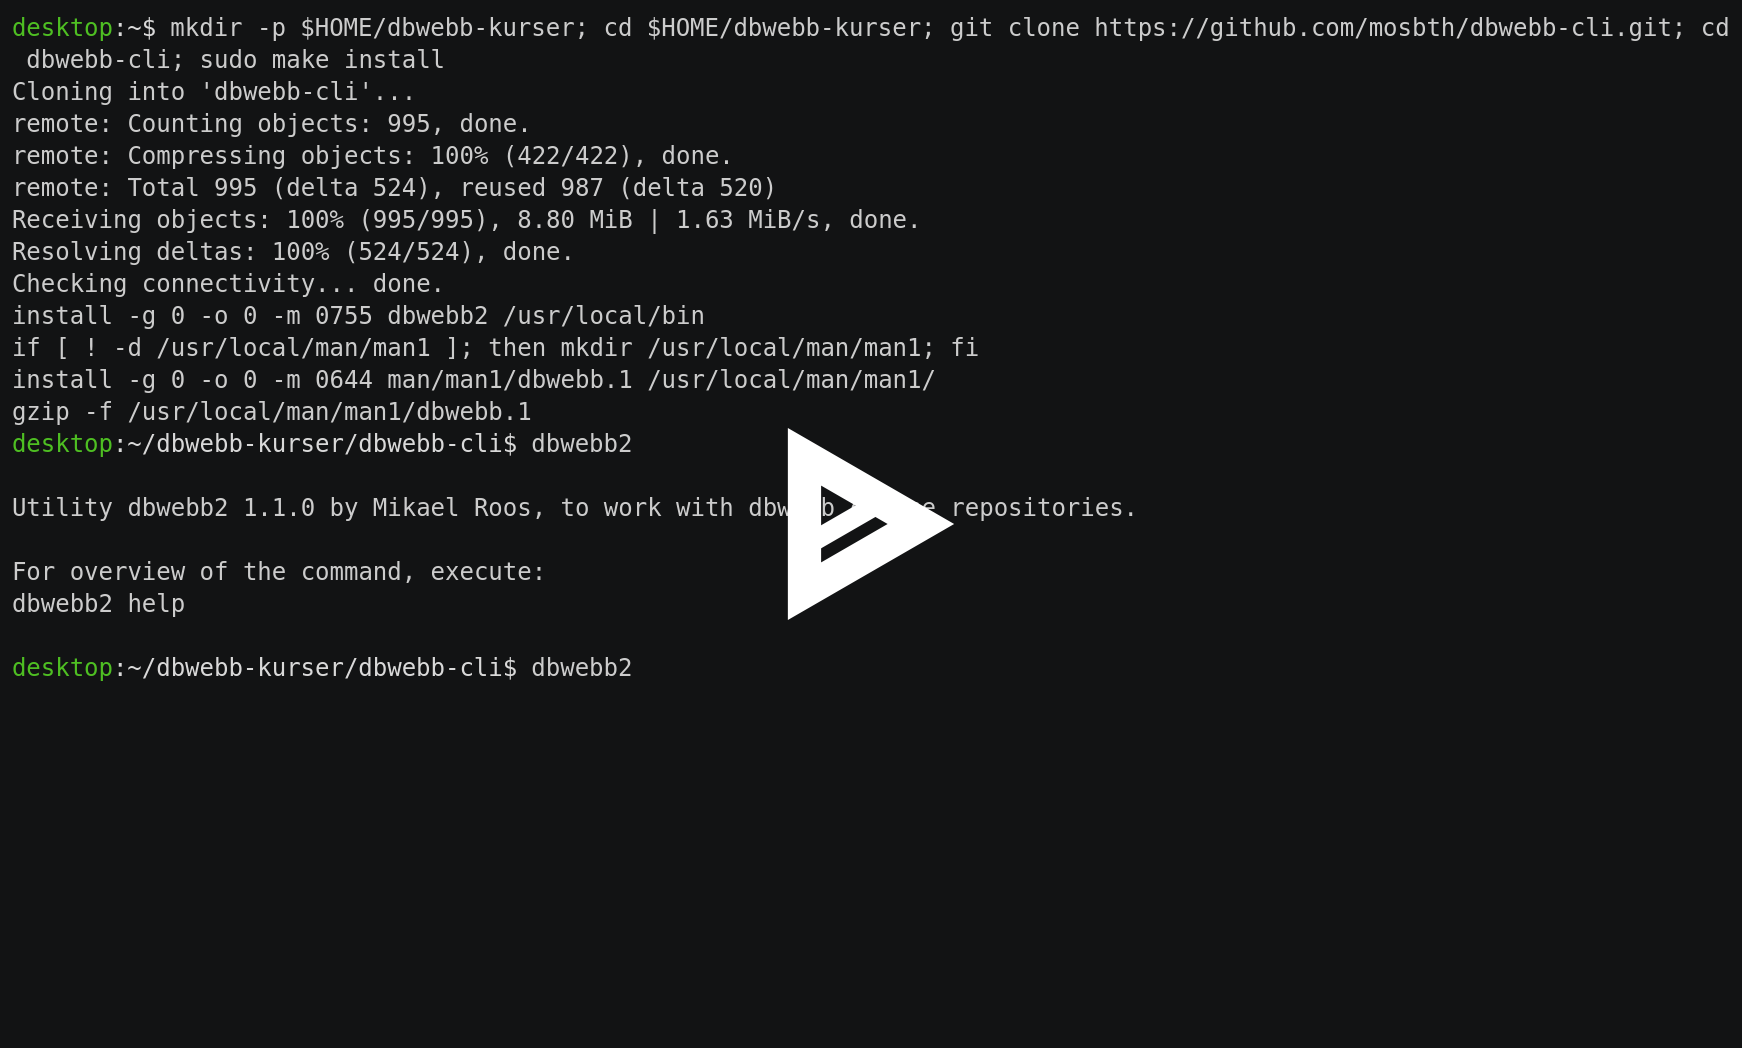 desktop:~$ mkdir -p $HOME/dbwebb-kurser; cd $HOME/dbwebb-kurser; git clone https://github.com/mosbth/dbwebb-cli.git; cd
 dbwebb-cli; sudo make install
Cloning into 'dbwebb-cli'...
remote: Counting objects: 995, done.
remote: Compressing objects: 100% (422/422), done.
remote: Total 995 (delta 524), reused 987 (delta 520)
Receiving objects: 100% (995/995), 8.80 MiB | 1.63 MiB/s, done.
Resolving deltas: 100% (524/524), done.
Checking connectivity... done.
install -g 0 -o 0 -m 0755 dbwebb2 /usr/local/bin
if [ ! -d /usr/local/man/man1 ]; then mkdir /usr/local/man/man1; fi
install -g 0 -o 0 -m 0644 man/man1/dbwebb.1 /usr/local/man/man1/
gzip -f /usr/local/man/man1/dbwebb.1
desktop:~/dbwebb-kurser/dbwebb-cli$ dbwebb2
Utility dbwebb2 1.1.0 by Mikael Roos, to work with repositories.
For overview of the command, execute:
dbwebb2 help
desktop:~/dbwebb-kurser/dbwebb-cli$ dbwebb2